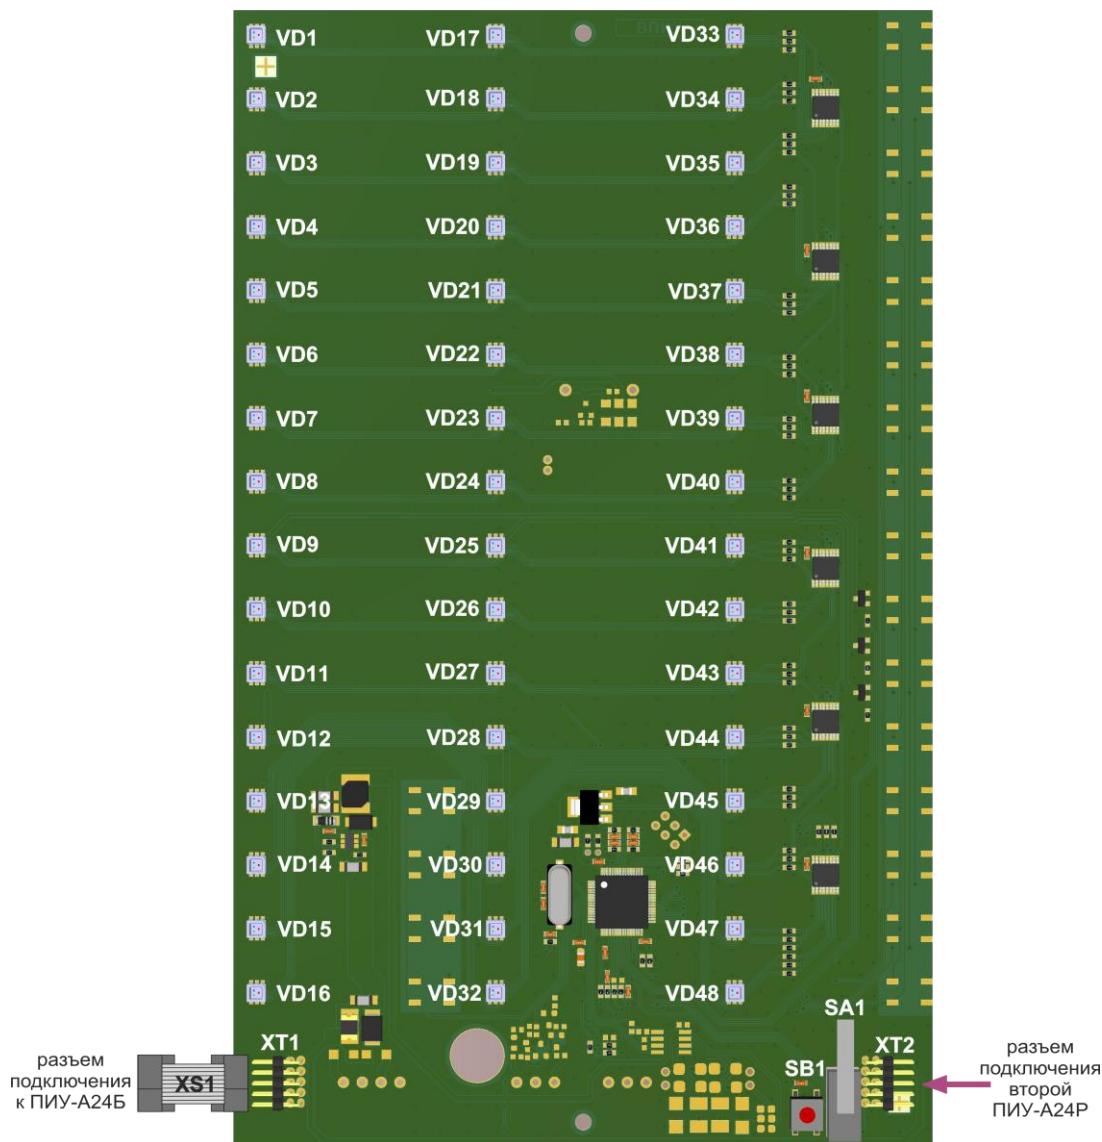 VD1 VD17 VD33
VD2 VD18 VD34
VD3 VD19 VD35
VD4 VD20 VD36
VD5 VD21 VD37
VD6 VD22 VD38
VD7 VD23 VD39
VD8 VD24 VD40
VD9 VD25 VD41
VD10 VD26 VD42
VD11 VD27 VD43
VD12 VD28 VD44
VD13 VD29 VD45
VD14 VD30 VD46
VD15 VD31 VD47
VD16 VD32 VD48
SA1
XT1 XT2
SB1
XS1
разъем
подключения
к ПИУ-А24Б
разъем
подключения
второй
ПИУ-А24Р